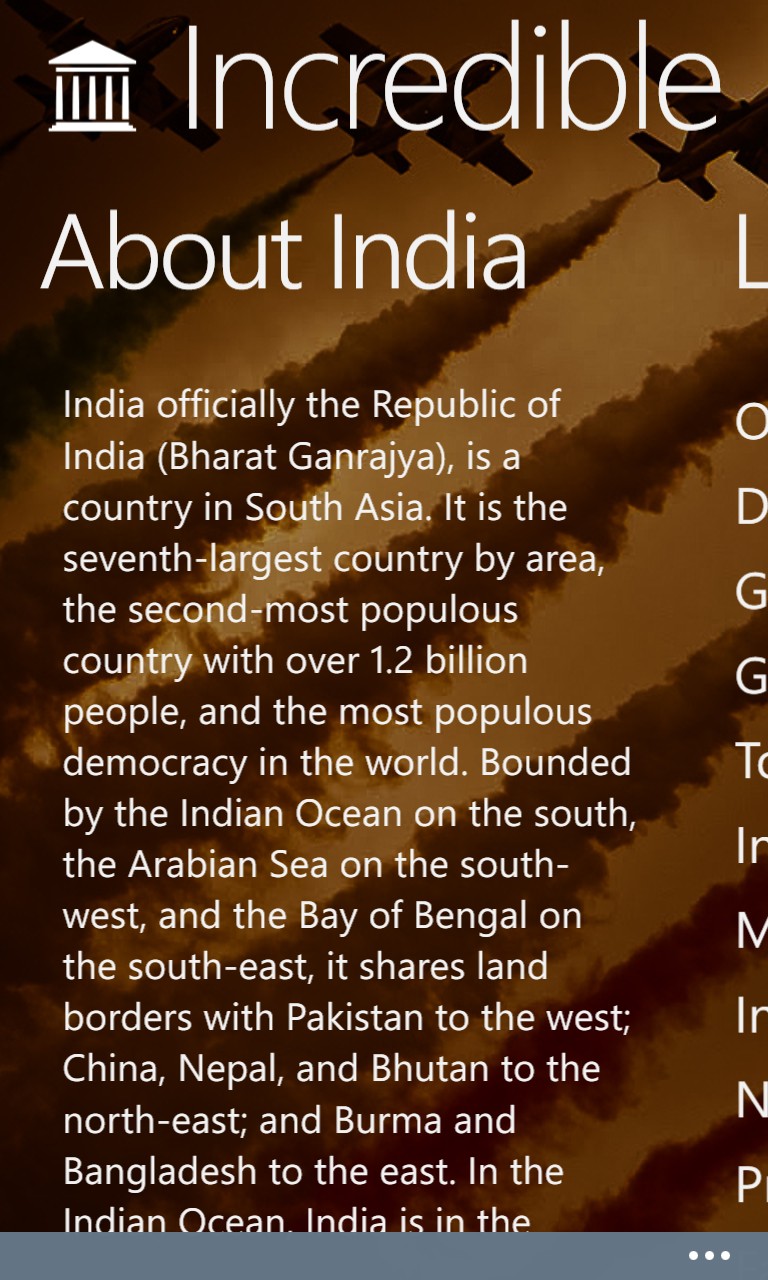 Incredible
About India
India officially the Republic of
India (Bharat Ganrajya), is a
country in South Asia. It is the
seventh-largest country by area,
the second-most populous
country with over 1.2 billion
people, and the most populous
democracy in the world. Bounded
by the Indian Ocean on the south,
the Arabian Sea on the south-
west, and the Bay of Bengal on
the south-east, it shares land
borders with Pakistan to the west;
China, Nepal, and Bhutan to the
north-east; and Burma and
Bangladesh to the east. In the
Indian Ocean, India is in the
L
O
D
G
G
To
In
M
In
N
Pr